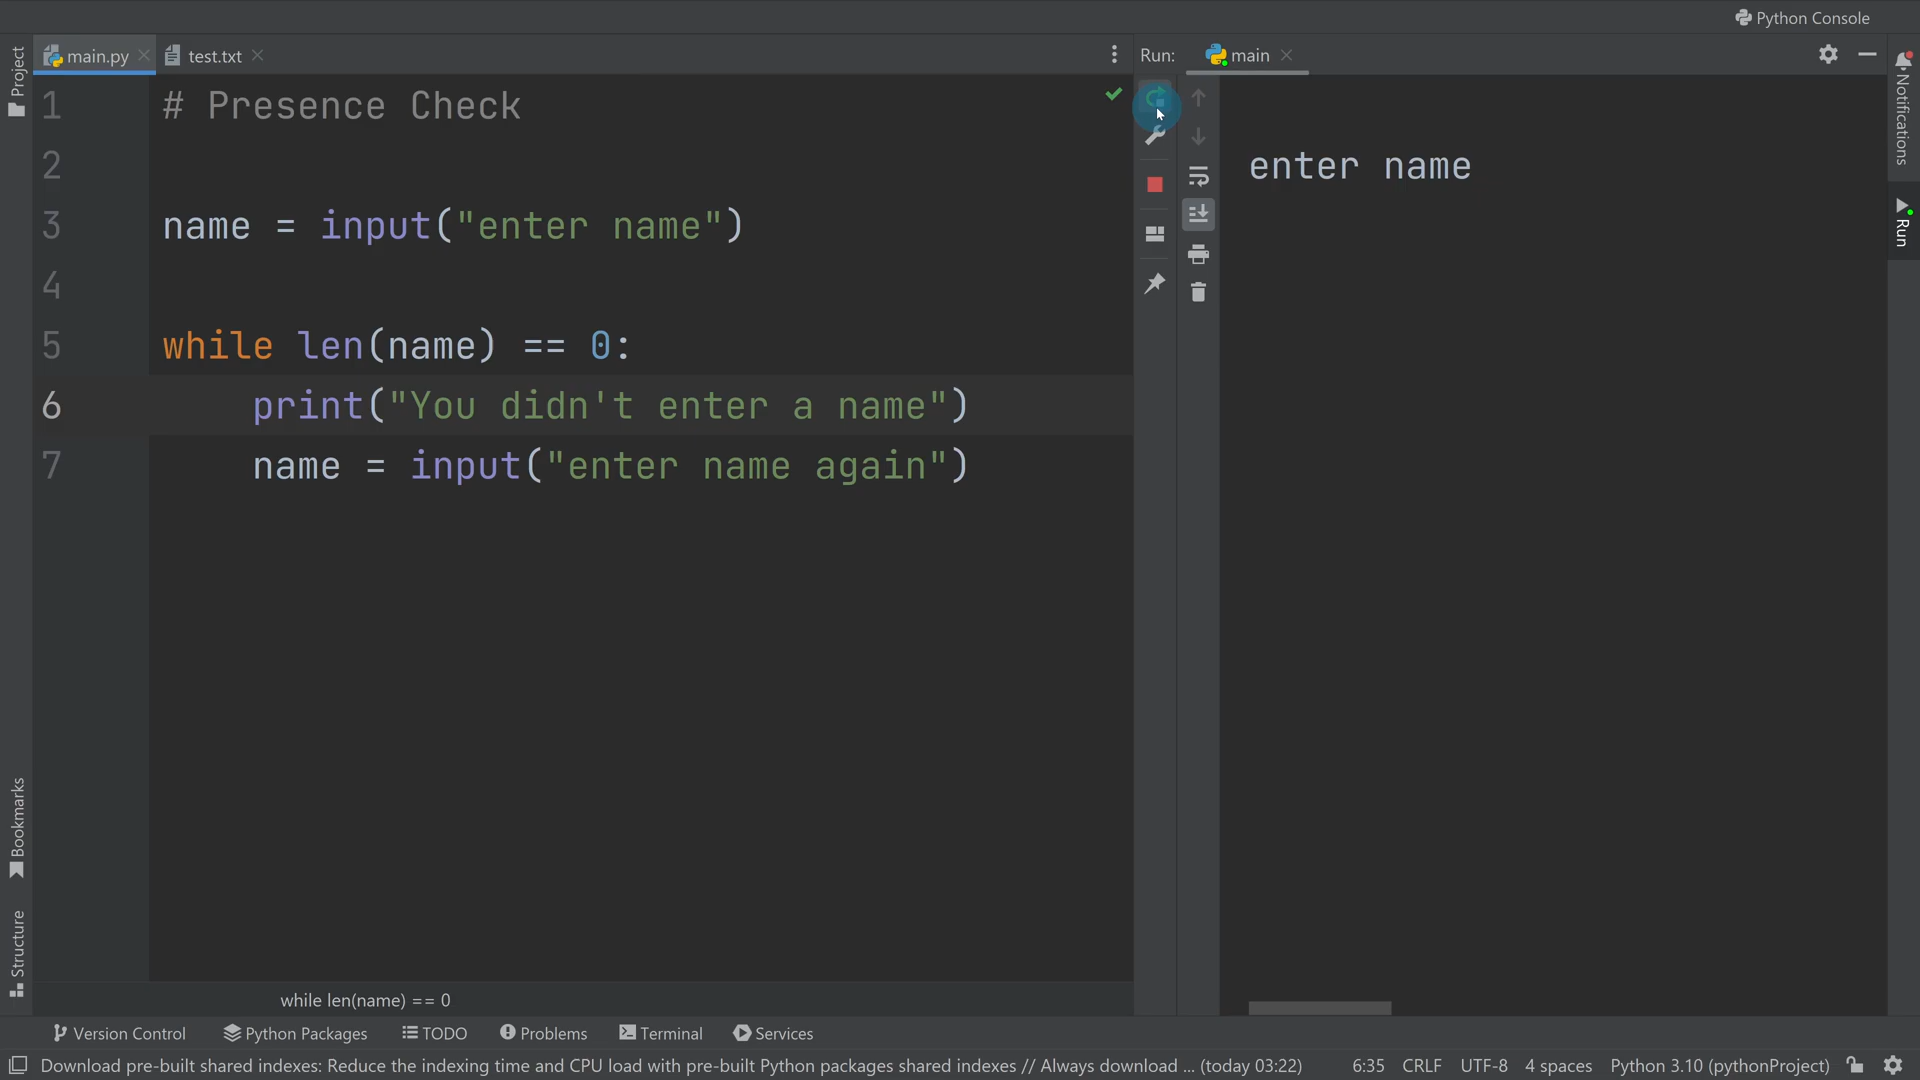 Python Console
Project
main.py
test.txt
Run:
main
Notifications
Run
1 # Presence Check
2
3 name = input("enter name")
4
5 while len(name) == 0:
6 print("You didn't enter a name")
7 name = input("enter name again")
enter name
Bookmarks
Structure
while len(name) == 0
Version Control Python Packages TODO Problems Terminal Services
Download pre-built shared indexes: Reduce the indexing time and CPU load with pre-built Python packages shared indexes // Always download ... (today 03:22) 6:35 CRLF UTF-8 4 spaces Python 3.10 (pythonProject)